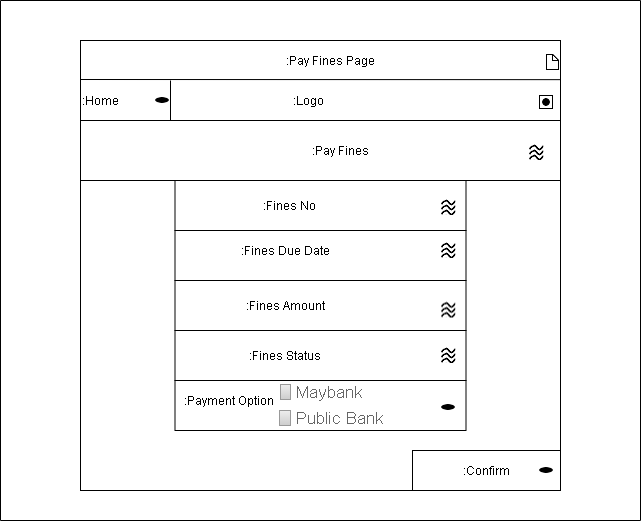 :Pay Fines Page
:Home
:Logo
:Pay Fines
:Fines No
:Fines Due Date
:Fines Amount
:Fines Status
:Payment Option
Maybank
Public Bank
:Confirm